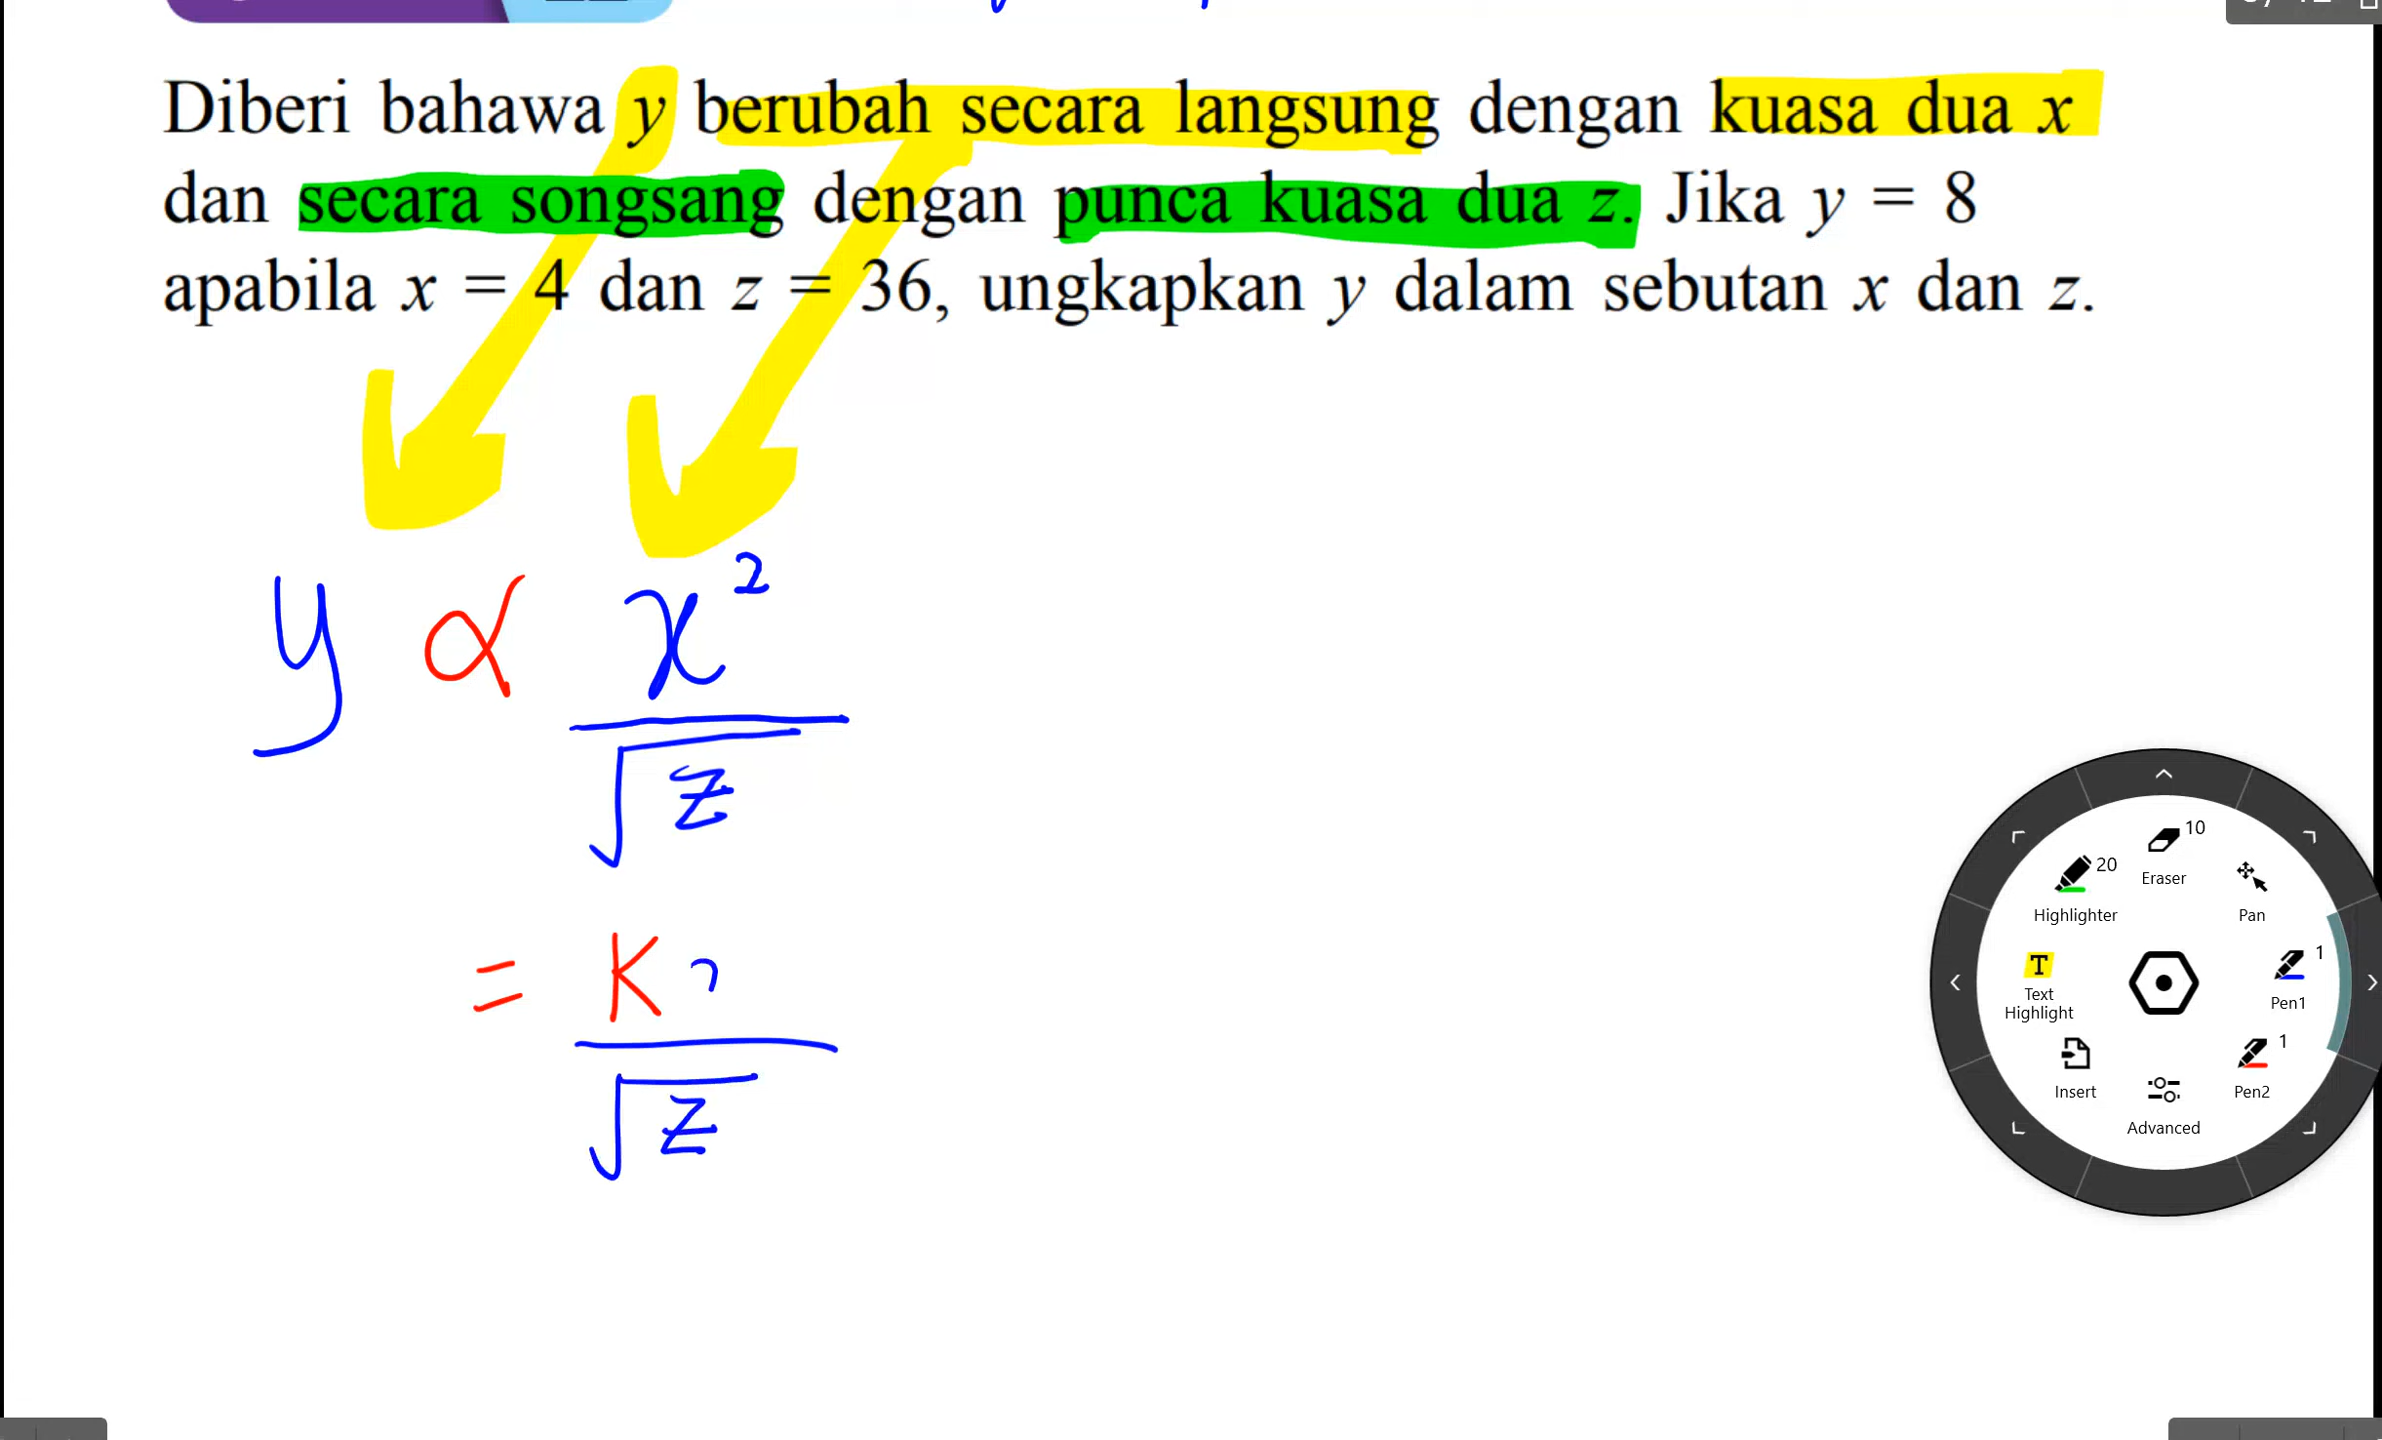 Diberi bahawa y berubah secara langsung dengan kuasa dua x
dan secara songsang dengan punca kuasa dua z. Jika y = 8
apabila x = 4 dan z = 36, ungkapkan y dalam sebutan x dan z.
y ∝ x²
√z
= K
√z
10
Eraser
20
Highlighter
Pan
T
Text
Highlight
1
Pen1
Insert
1
Pen2
Advanced